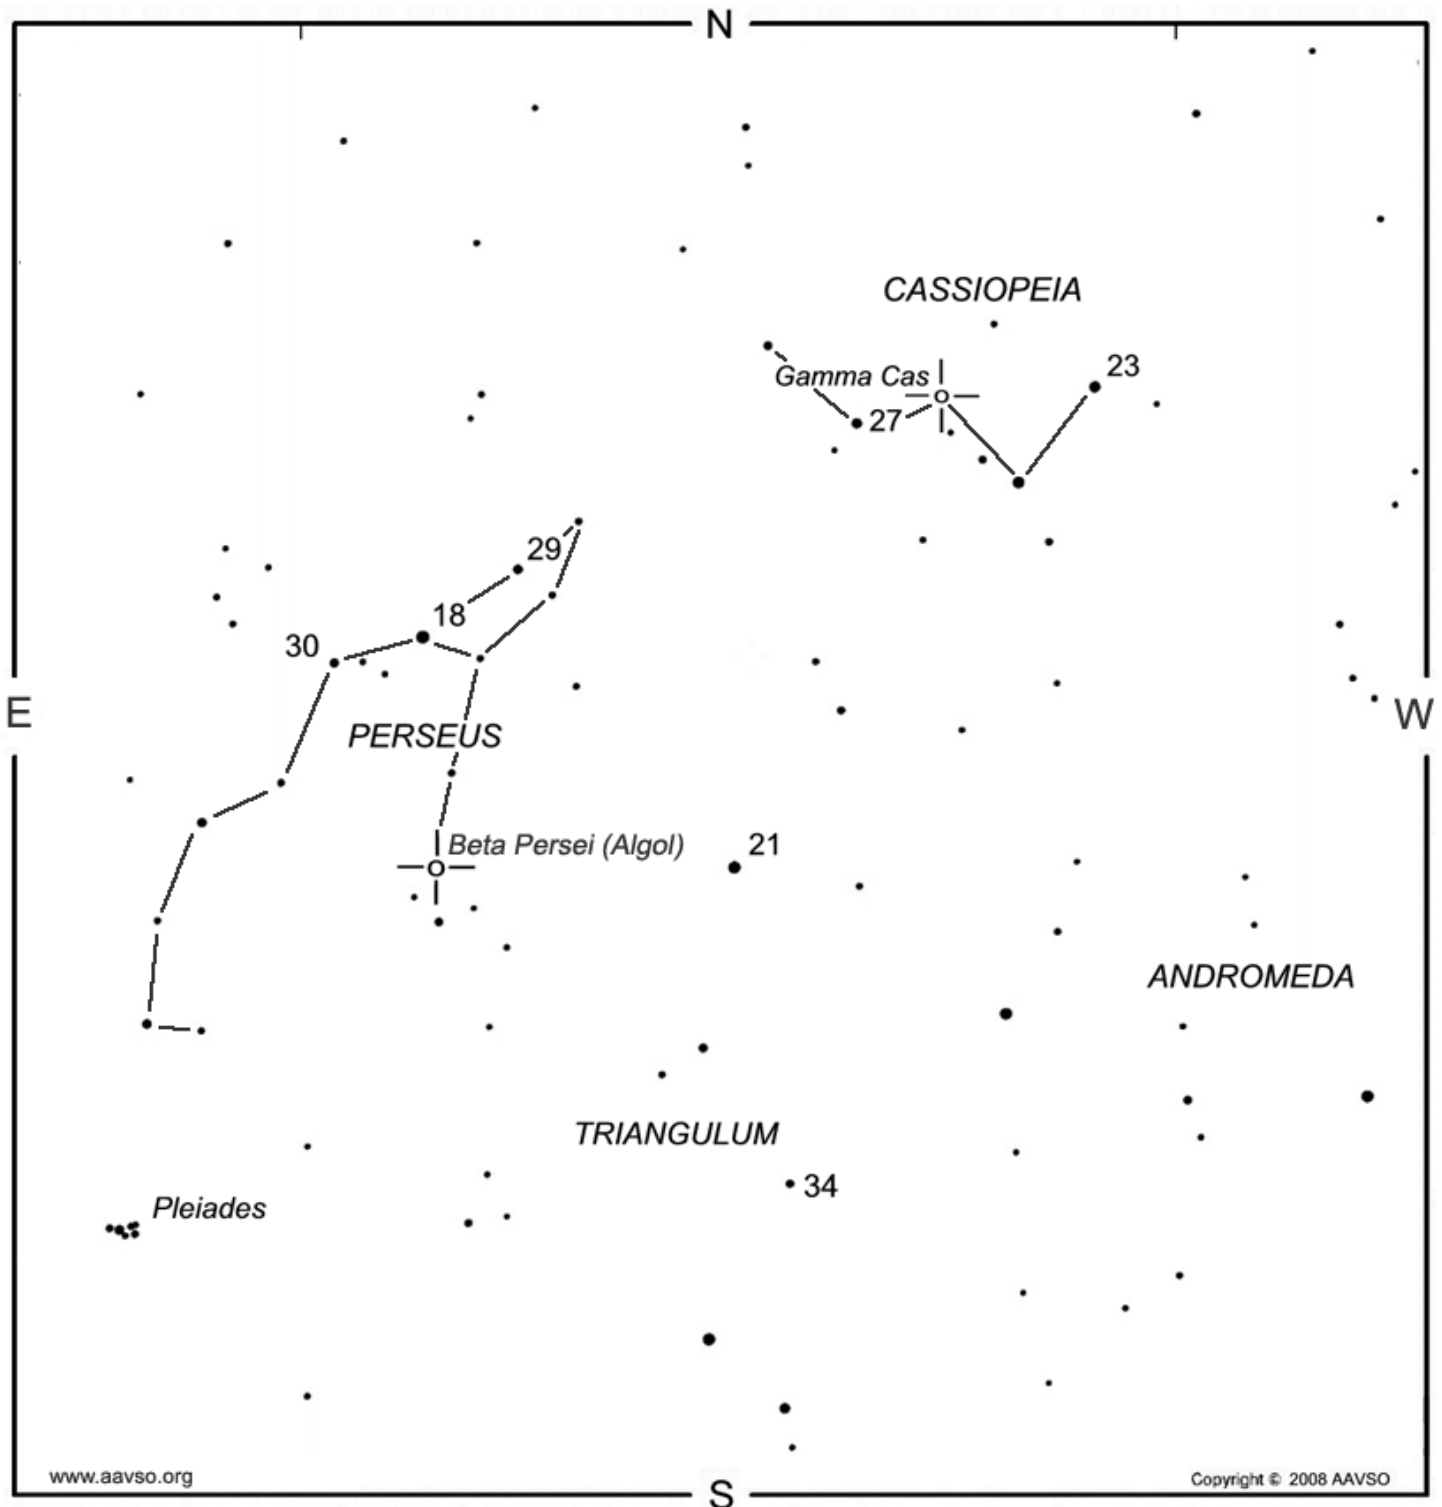 N
CASSIOPEIA
Gamma Cas
23
27
29
18
30
E
W
PERSEUS
Beta Persei (Algol)
21
ANDROMEDA
TRIANGULUM
34
Pleiades
www.aavso.org
Copyright © 2008 AAVSO
S